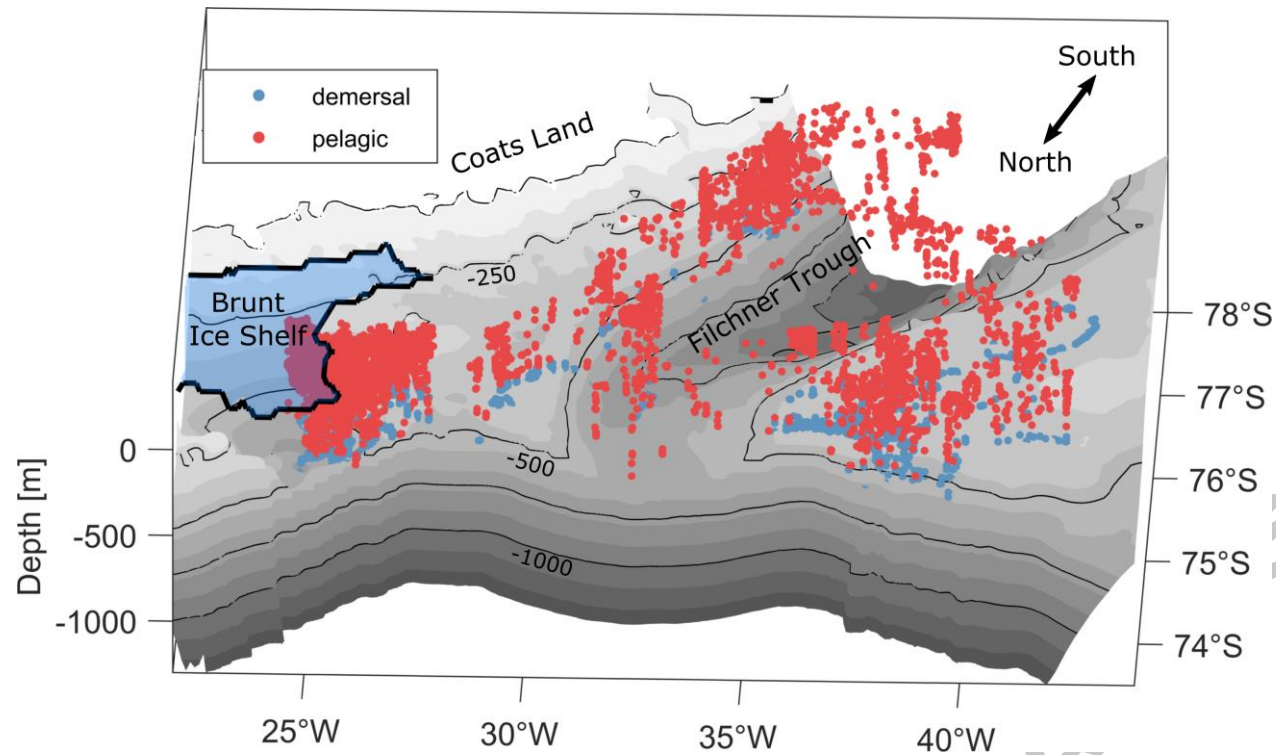 South
North
demersal
pelagic
Coats Land
-250
Brunt
Ice Shelf
Filchner Trough
78°S
77°S
76°S
75°S
74°S
-500
-1000
Depth [m]
0
-500
-1000
25°W
30°W
35°W
40°W